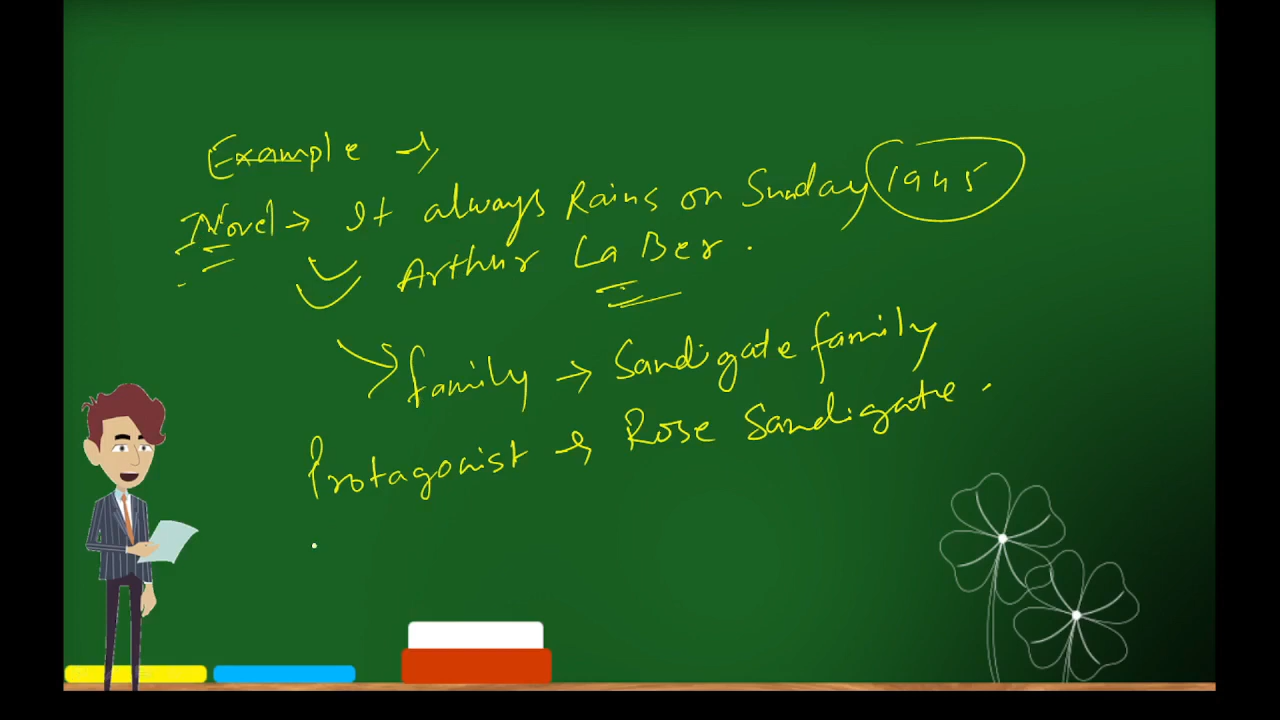 Example →
Novel → It always Rains on Sunday 1945
Arthur La Ber.
family → Sandigate family
Protagonist → Rose Sandigate.